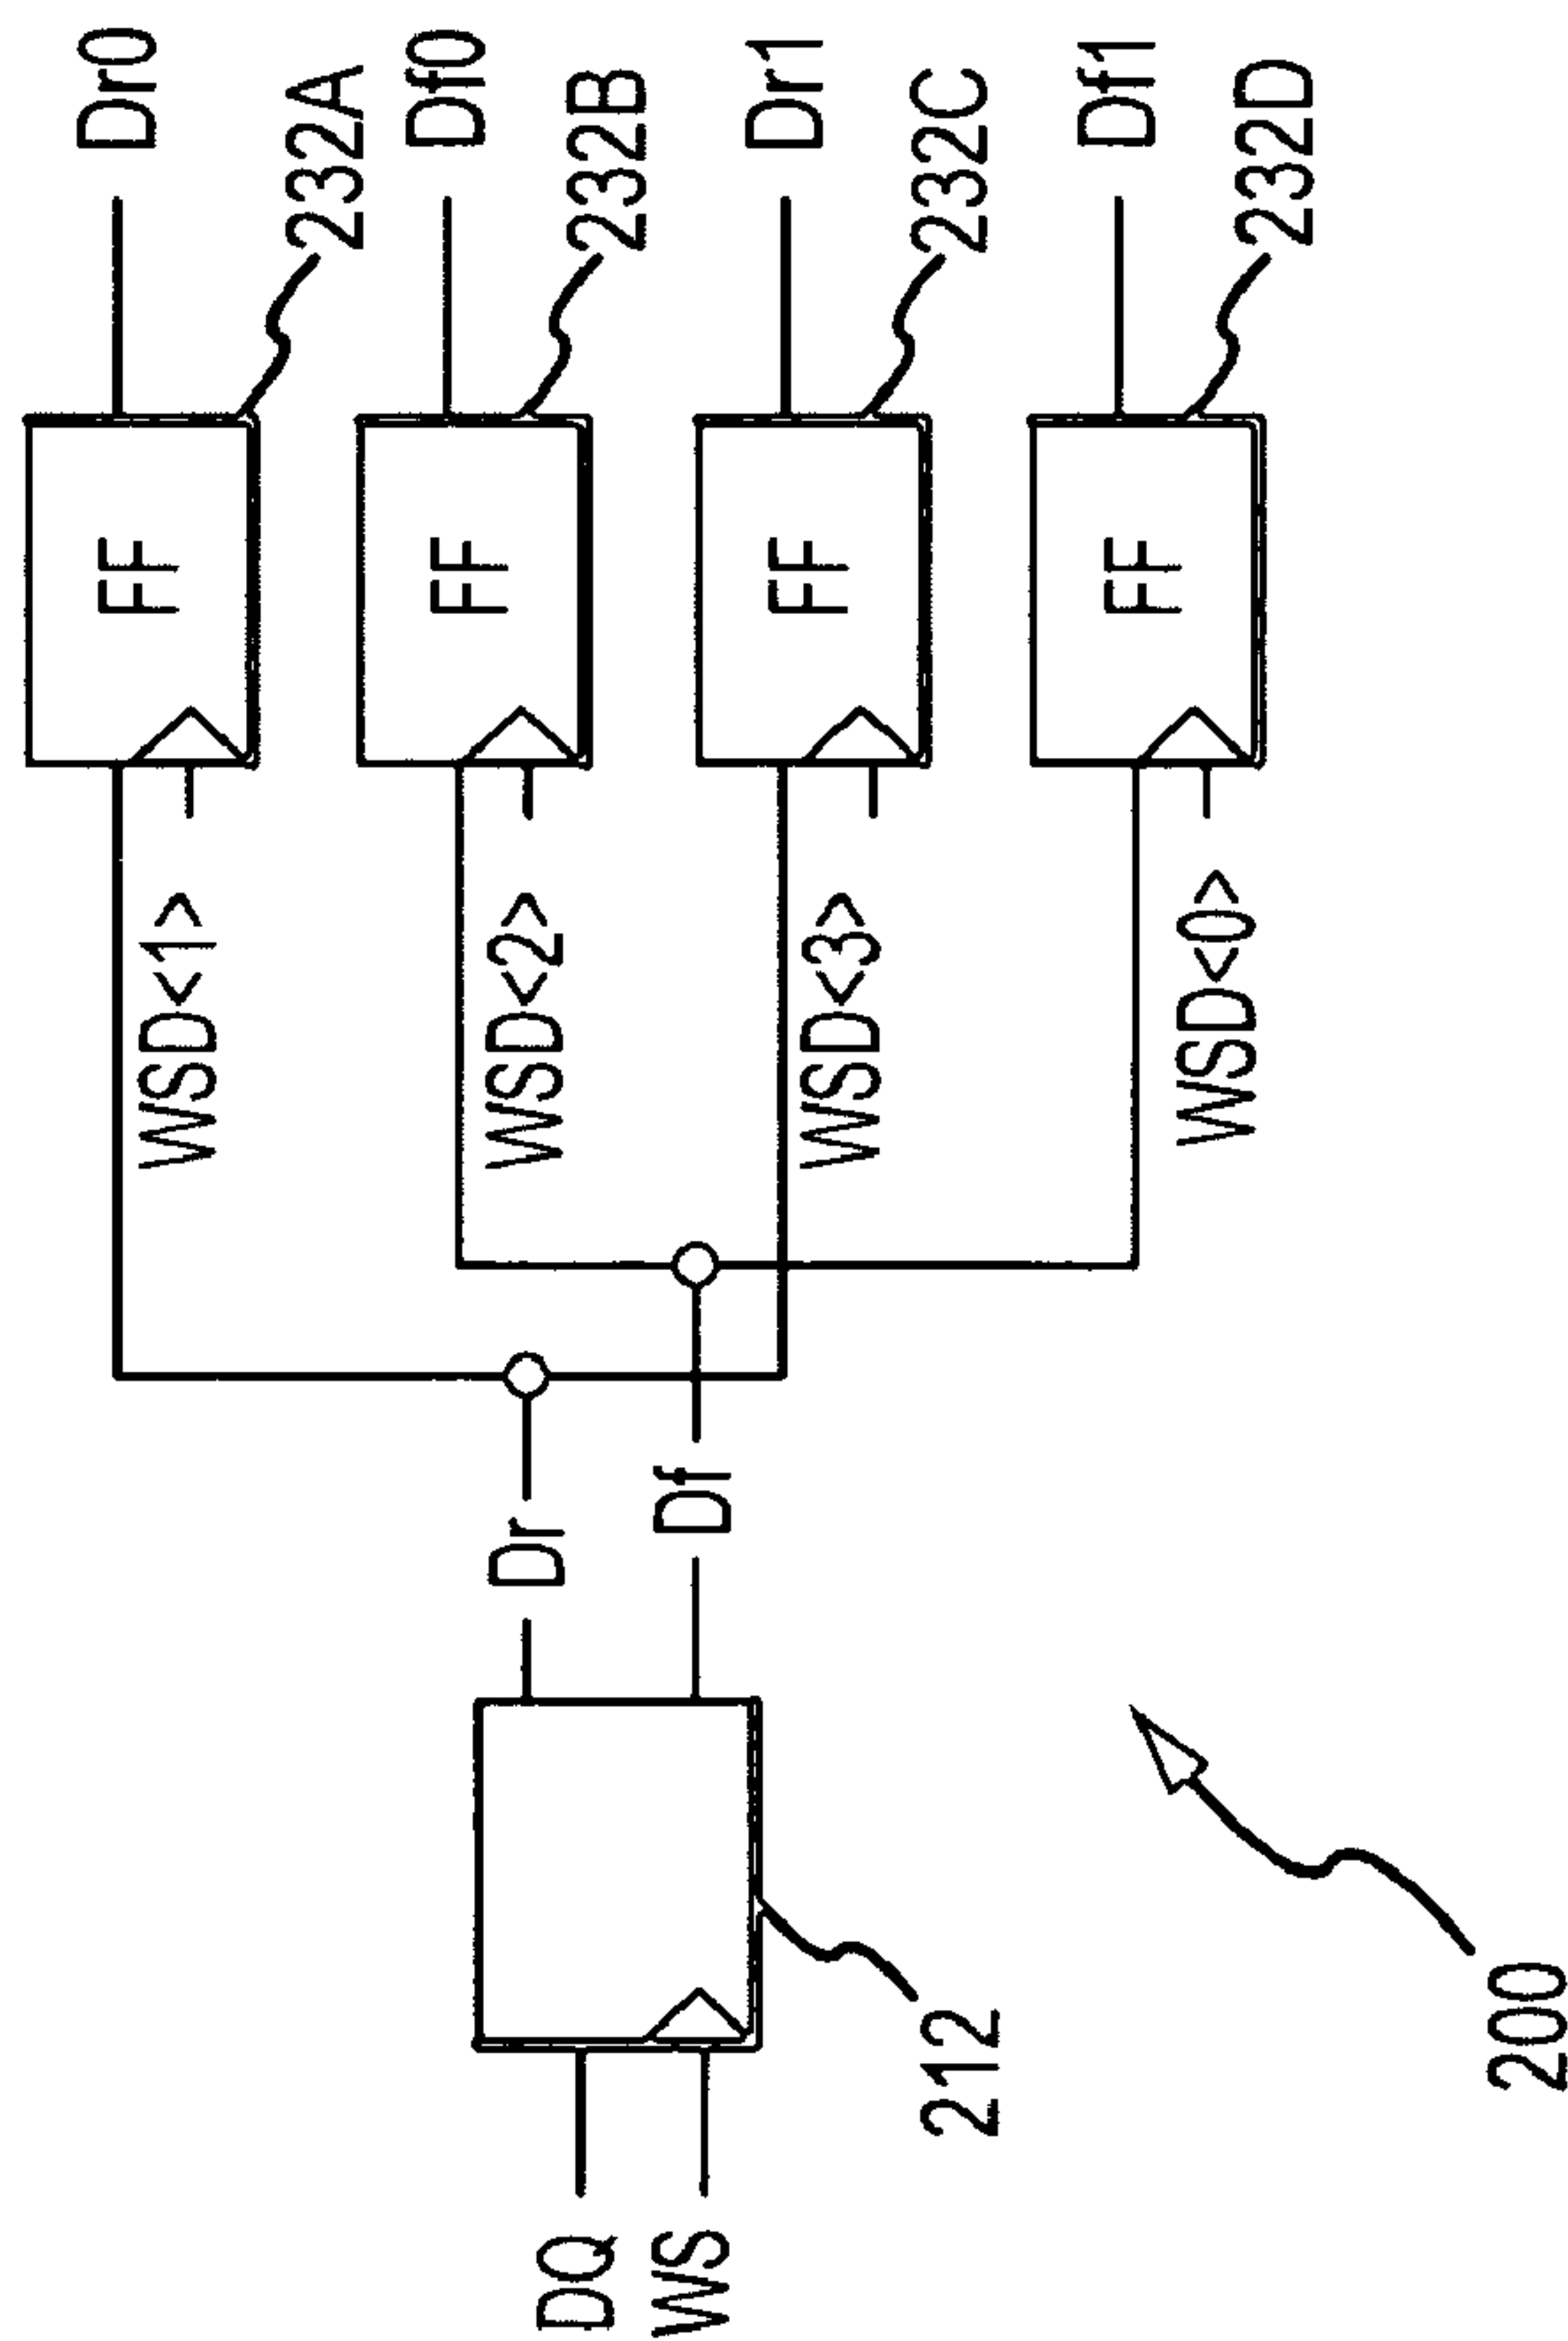 Dr0
232A
FF
WSD<1>
Df0
232B
FF
WSD<2>
Dr1
232C
FF
WSD<3>
Df1
232D
FF
WSD<0>
Dr
Df
DQ
WS
212
200